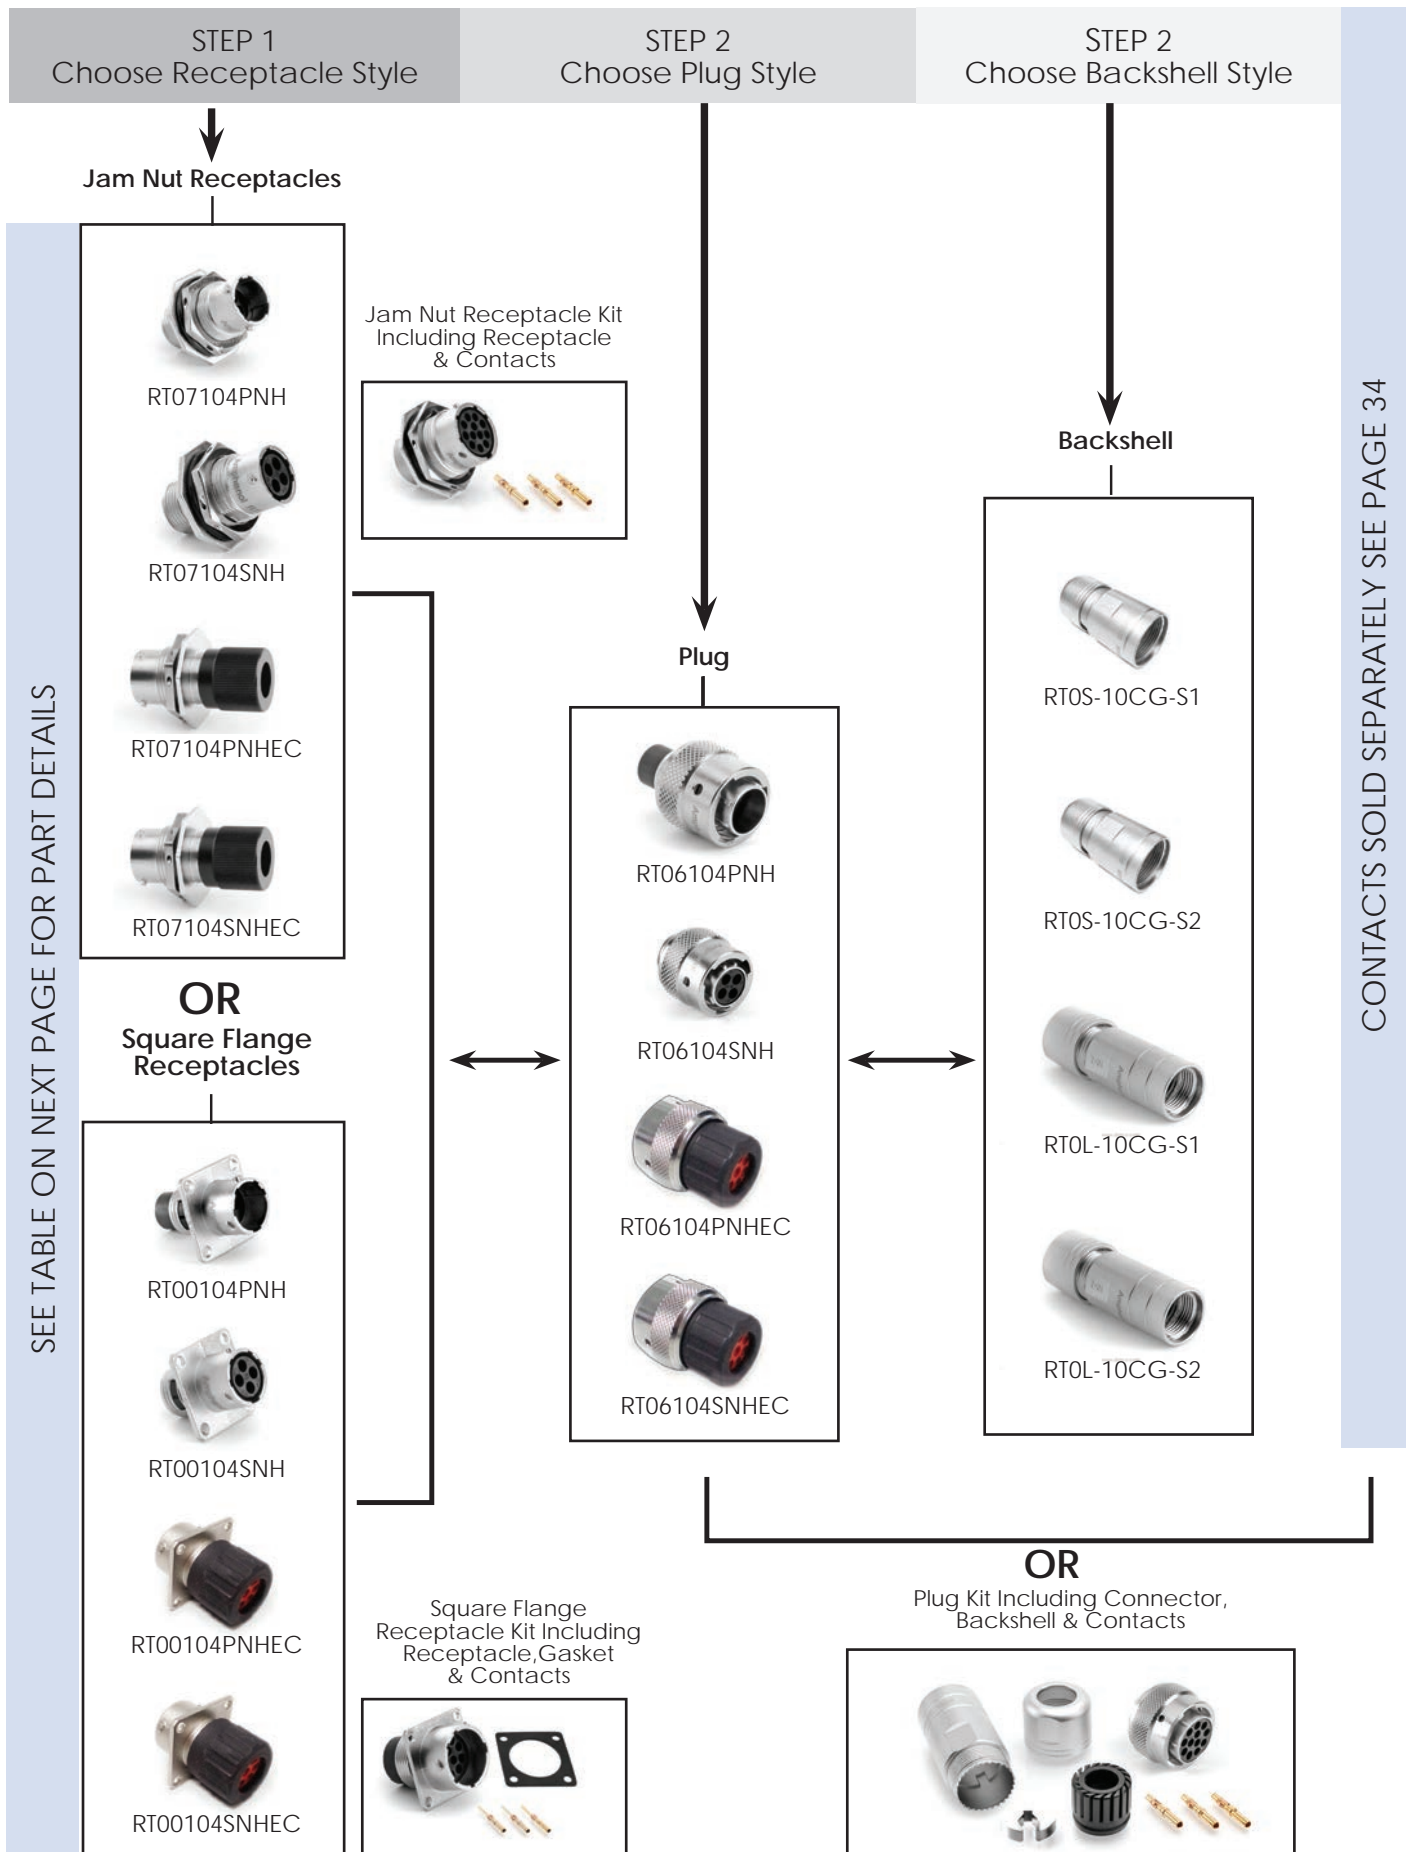 STEP 1
Choose Receptacle Style
STEP 2
Choose Plug Style
STEP 2
Choose Backshell Style
SEE TABLE ON NEXT PAGE FOR PART DETAILS
CONTACTS SOLD SEPARATELY SEE PAGE 34
Jam Nut Receptacles
RT07104PNH
RT07104SNH
RT07104PNHEC
RT07104SNHEC
Jam Nut Receptacle Kit
Including Receptacle
& Contacts
OR
Square Flange
Receptacles
RT00104PNH
RT00104SNH
RT00104PNHEC
RT00104SNHEC
Square Flange
Receptacle Kit Including
Receptacle,Gasket
& Contacts
Plug
RT06104PNH
RT06104SNH
RT06104PNHEC
RT06104SNHEC
Backshell
RT0S-10CG-S1
RT0S-10CG-S2
RT0L-10CG-S1
RT0L-10CG-S2
OR
Plug Kit Including Connector,
Backshell & Contacts